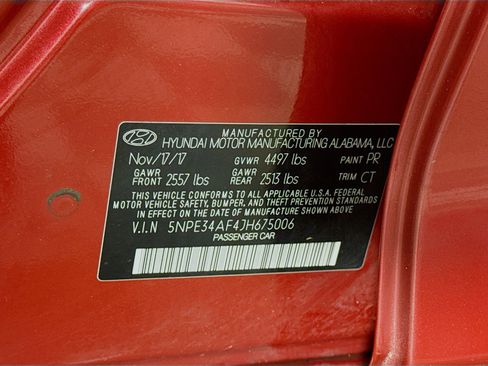 MANUFACTURED BY
HYUNDAI MOTOR MANUFACTURING ALABAMA, LLC
Nov/17/17 GVWR 4497 lbs PAINT PR
GAWR FRONT 2557 lbs GAWR REAR 2513 lbs TRIM CT
THIS VEHICLE CONFORMS TO ALL APPLICABLE U.S.A. FEDERAL
MOTOR VEHICLE SAFETY, BUMPER, AND THEFT PREVENTION STANDARDS
IN EFFECT ON THE DATE OF MANUFACTURE SHOWN ABOVE.
V.I.N 5NPE34AF4JH675006
PASSENGER CAR